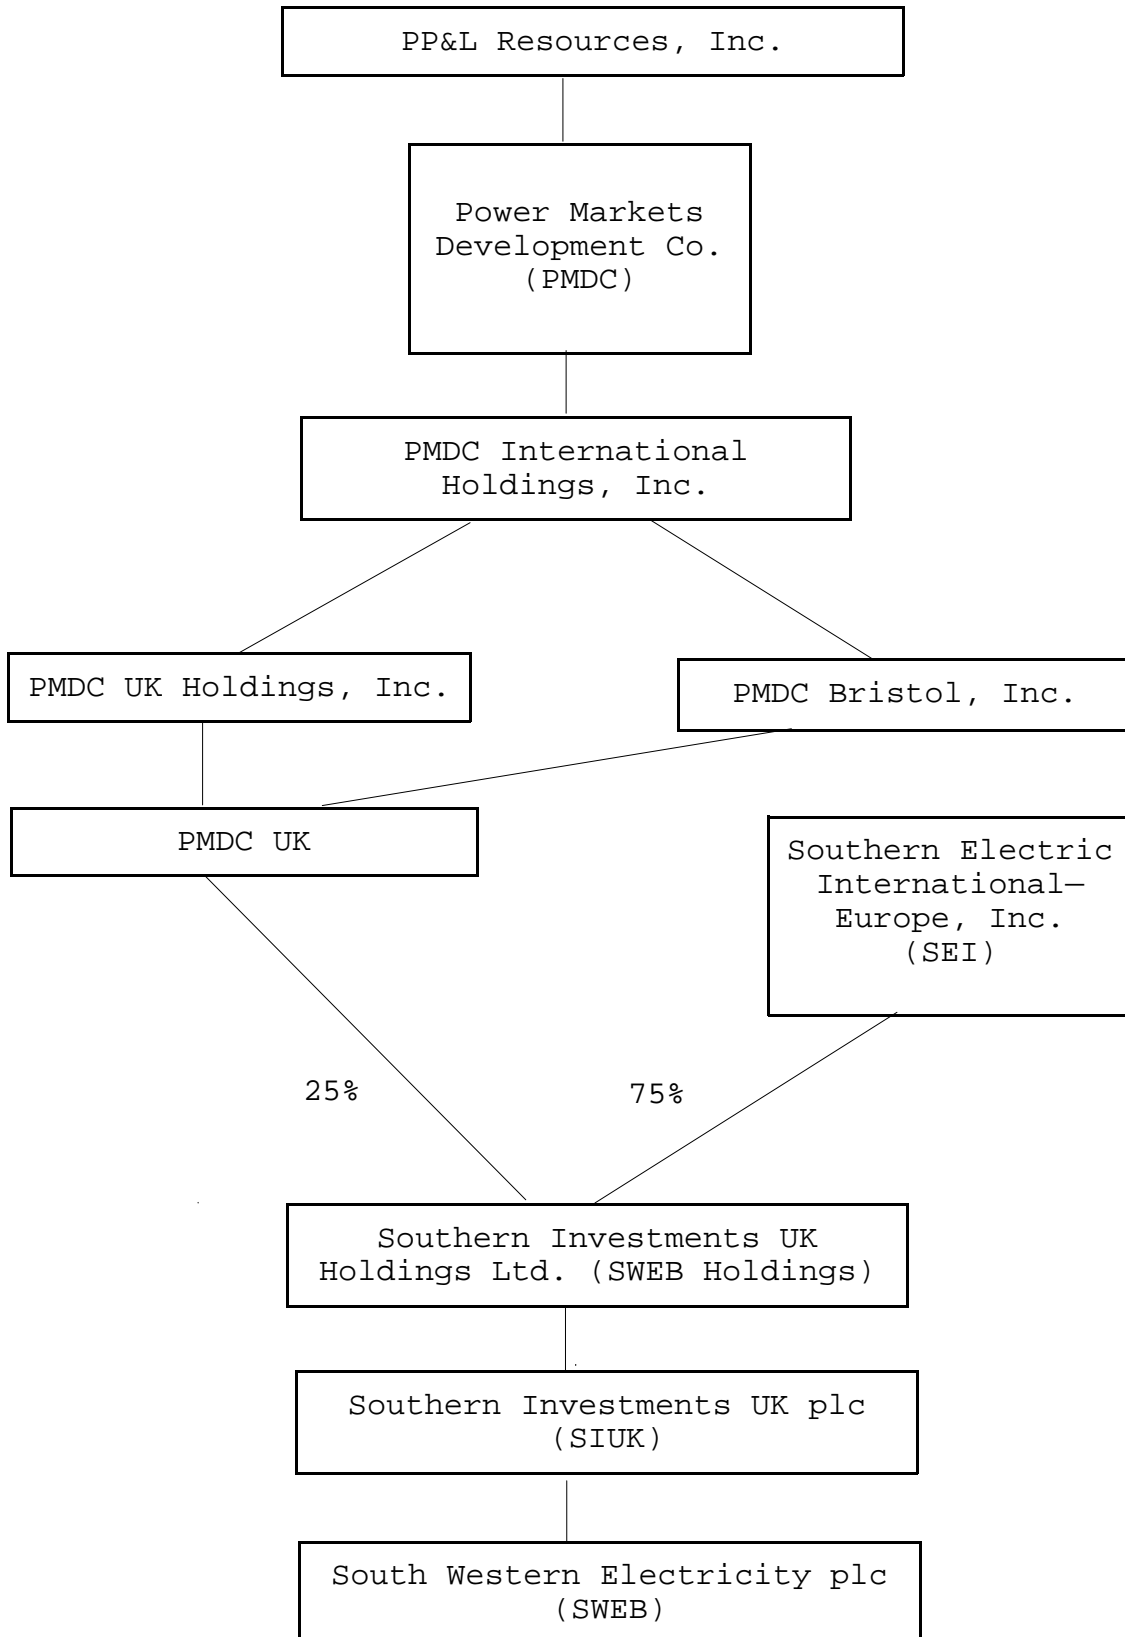 PP&L Resources, Inc.
Power Markets
Development Co.
(PMDC)
PMDC International
Holdings, Inc.
PMDC UK Holdings, Inc.
PMDC Bristol, Inc.
PMDC UK
Southern Electric
International—
Europe, Inc.
(SEI)
25%
75%
Southern Investments UK
Holdings Ltd. (SWEB Holdings)
Southern Investments UK plc
(SIUK)
South Western Electricity plc
(SWEB)